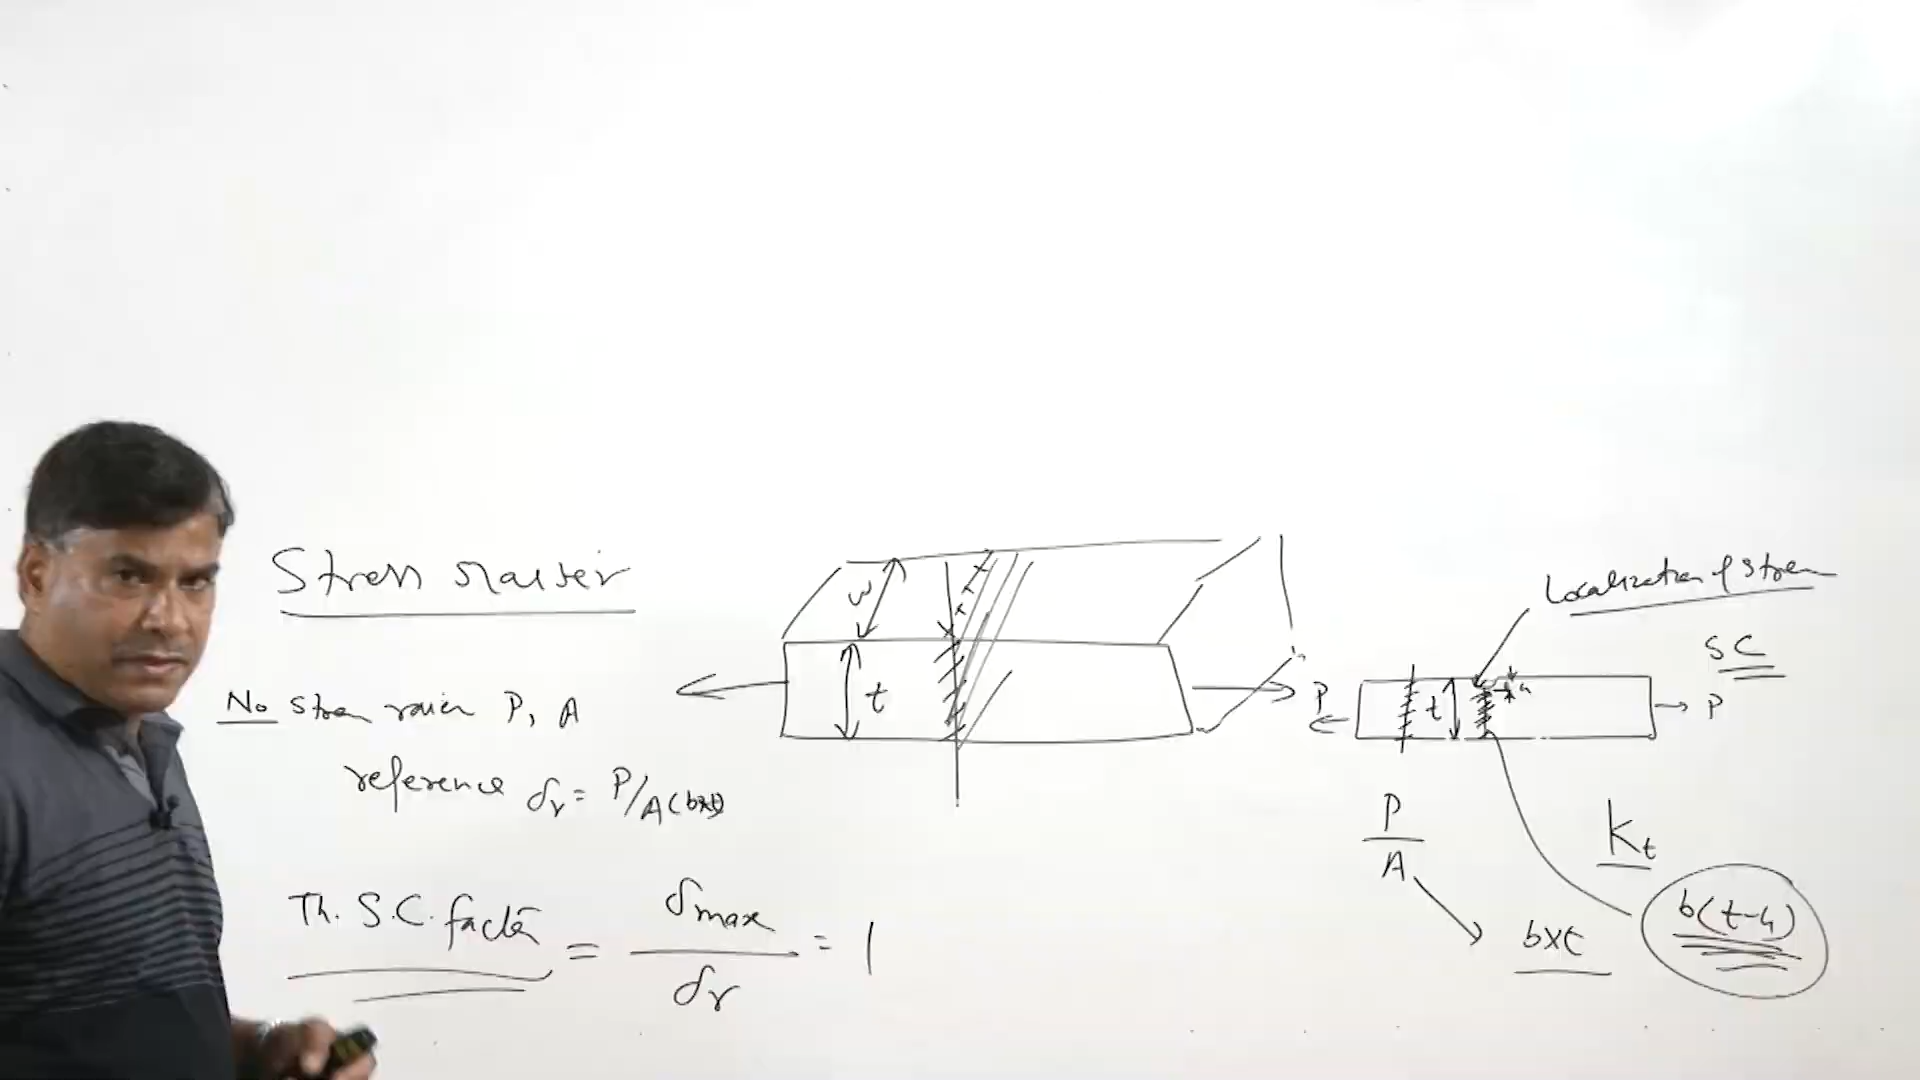 Stress raiser
No stress raiser P, A
reference σr = P/A(bxt)
Th. S.C. factor = σmax / σr = 1
w
t
Localization of stress
SC
P
t
h
P
P/A
Kt
bxt
b(t-h)